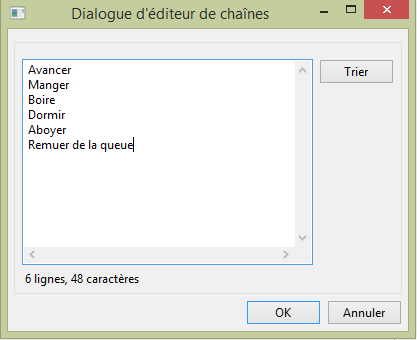 Dialogue d'éditeur de chaînes
Avancer
Trier
Manger
Boire
Dormir
Aboyer
Remuer de la queue
6 lignes, 48 caractères
OK
Annuler